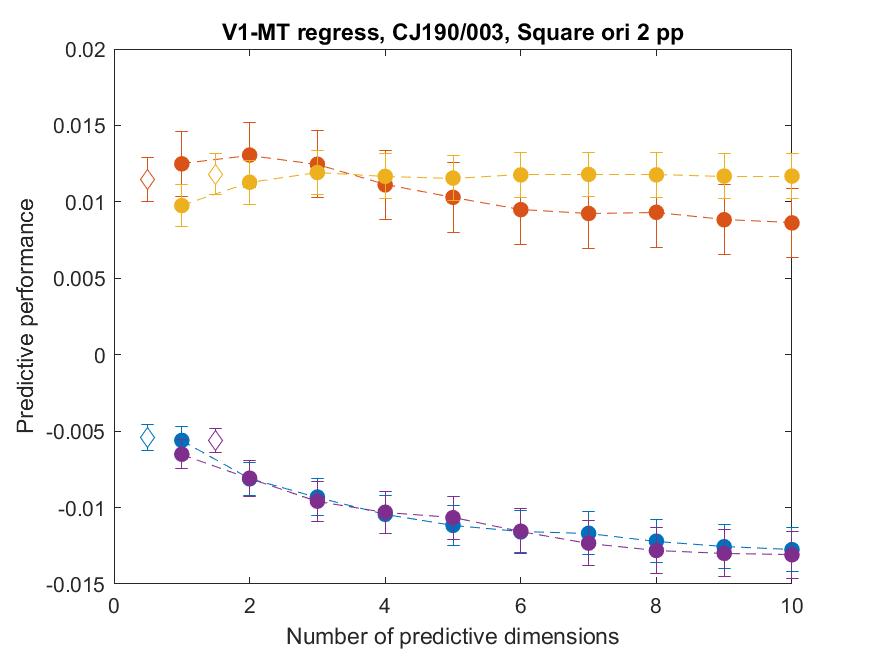 V1-MT regress, CJ190/003, Square ori 2 pp
0.02
0.015
0.01
0.005
0
-0.005
-0.01
-0.015
Predictive performance
0 2 4 6 8 10
Number of predictive dimensions